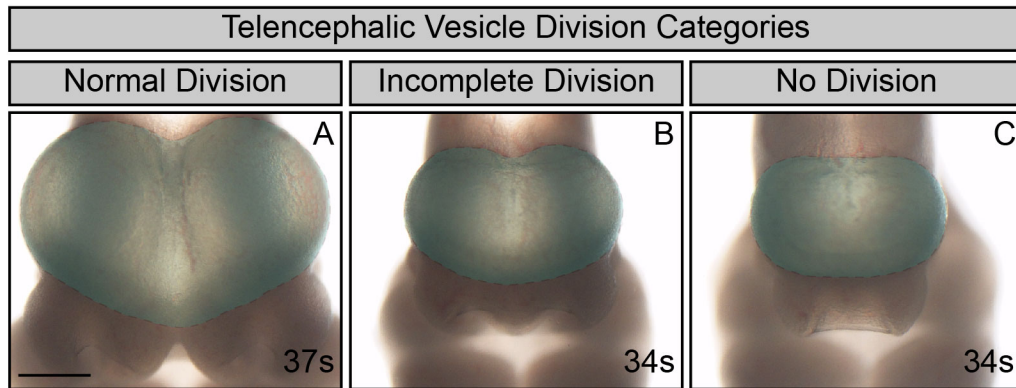 Telencephalic Vesicle Division Categories
Normal Division
Incomplete Division
No Division
A
B
C
37s
34s
34s